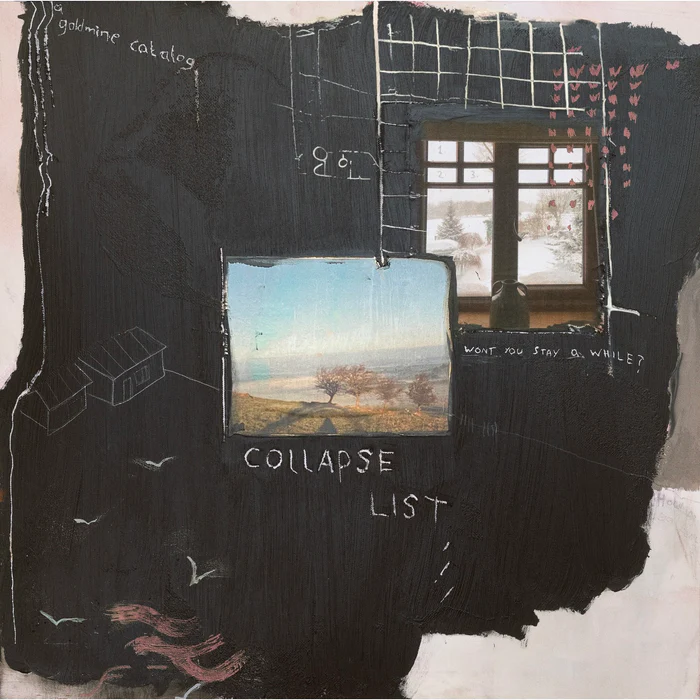 a
goldmine catalog
WONT YOU STAY a WHILE?
COLLAPSE
LIST